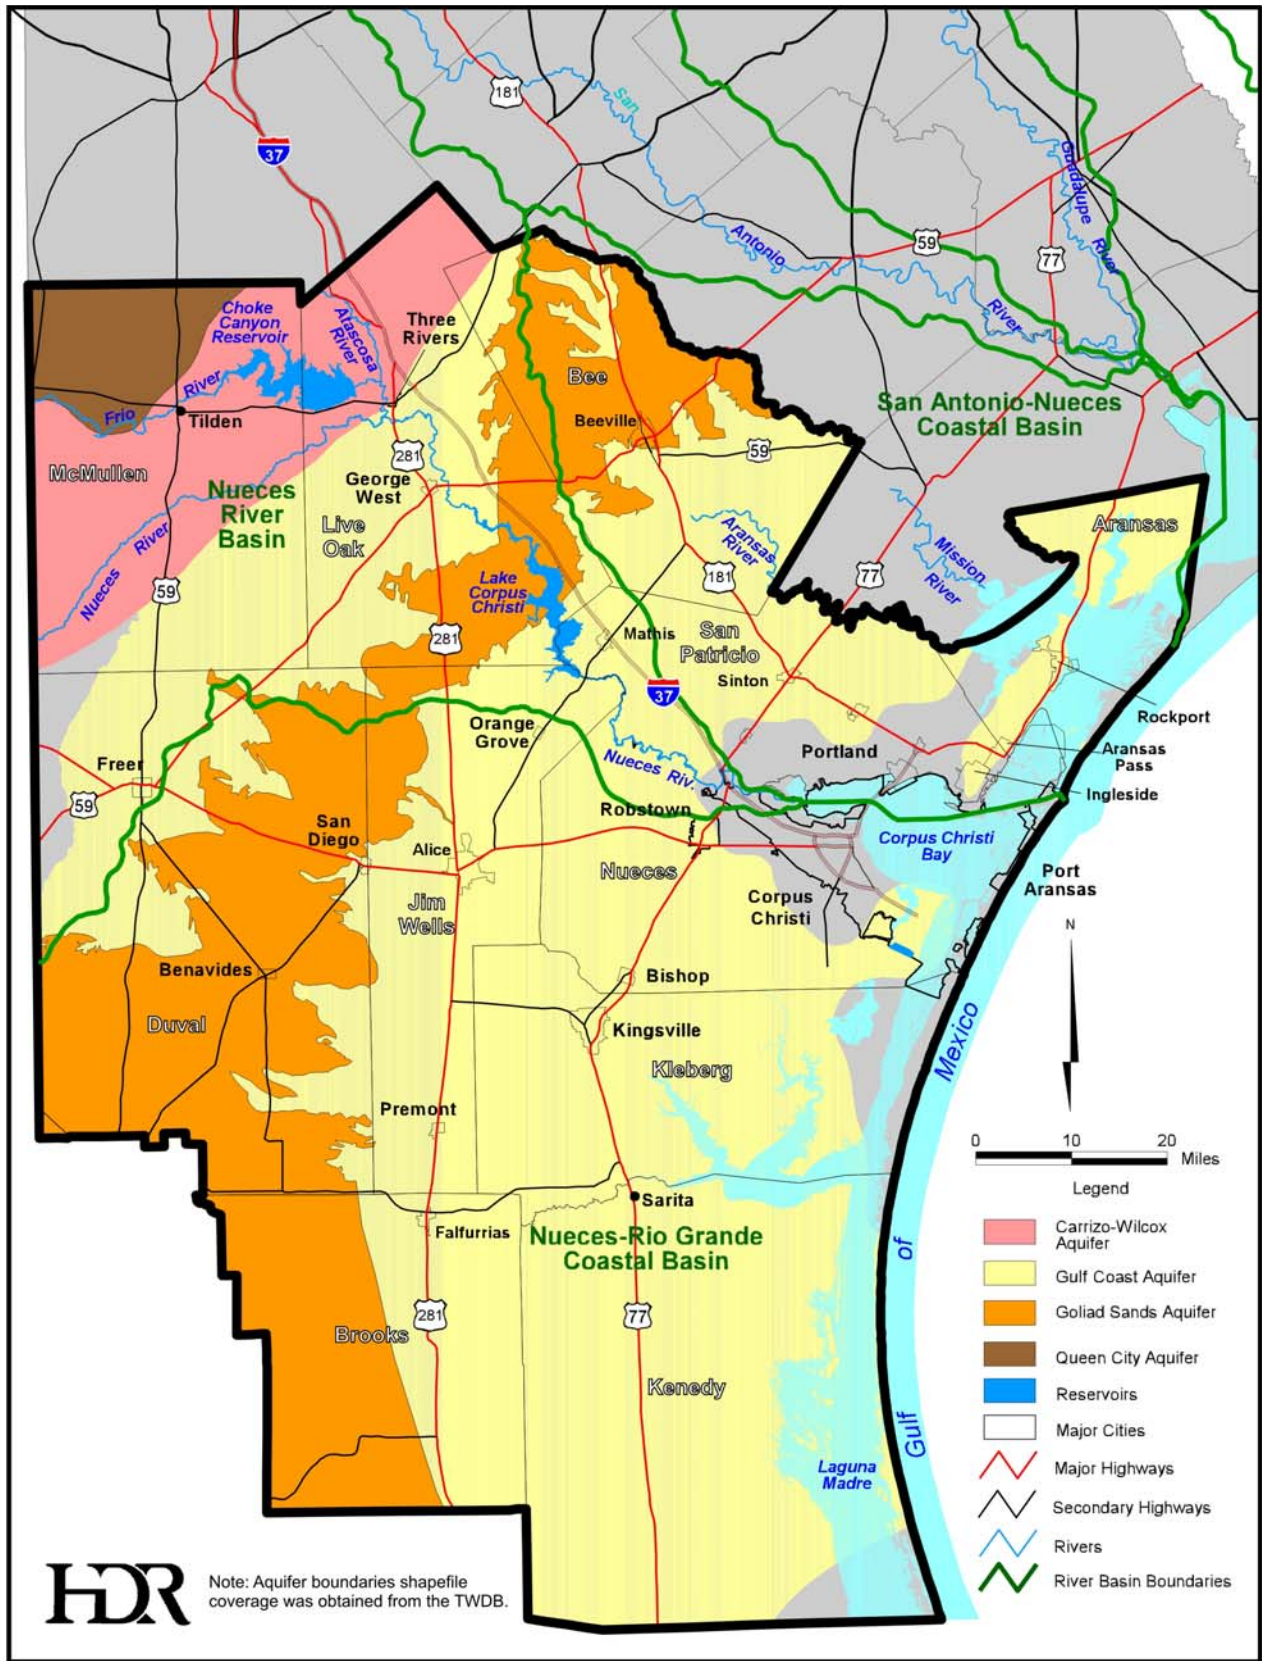 181
San
37
Guadalupe
River
Antonio
59
77
River
Choke
Canyon
Reservoir
Atascosa
River
Three
Rivers
River
Frio
Tilden
Bee
Beeville
San Antonio-Nueces
Coastal Basin
McMullen
Nueces
River
Basin
281
George
West
59
Live
Oak
Aransas
River
Aransas
Nueces River
59
Lake
Corpus
Christi
181
77
Mission
River
281
Mathis
San
Patricio
Sinton
37
Rockport
Orange
Grove
Nueces Riv.
Portland
Aransas
Pass
Freer
59
Ingleside
Robstown
San
Diego
Alice
Corpus Christi
Bay
Nueces
Port
Aransas
Jim
Wells
Corpus
Christi
N
Benavides
Bishop
Duval
Kingsville
Kleberg
Premont
Gulf of Mexico
0 10 20
Miles
Sarita
Falfurrias
Nueces-Rio Grande
Coastal Basin
281
77
Brooks
Kenedy
Laguna
Madre
Legend
Carrizo-Wilcox
Aquifer
Gulf Coast Aquifer
Goliad Sands Aquifer
Queen City Aquifer
Reservoirs
Major Cities
Major Highways
Secondary Highways
Rivers
River Basin Boundaries
HDR
Note: Aquifer boundaries shapefile
coverage was obtained from the TWDB.